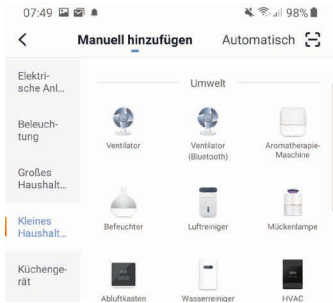 07:49 98%
Manuell hinzufügen Automatisch
Elektri-
sche Anl...
Umwelt
Beleuch-
tung
Ventilator Ventilator Aromatherapie-
(Bluetooth) Maschine
Großes
Haushalt...
Kleines
Haushalt...
Befeuchter Luftreiniger Mückenlampe
Küchenge-
rät
Abluftkasten Wasserreiniger HVAC